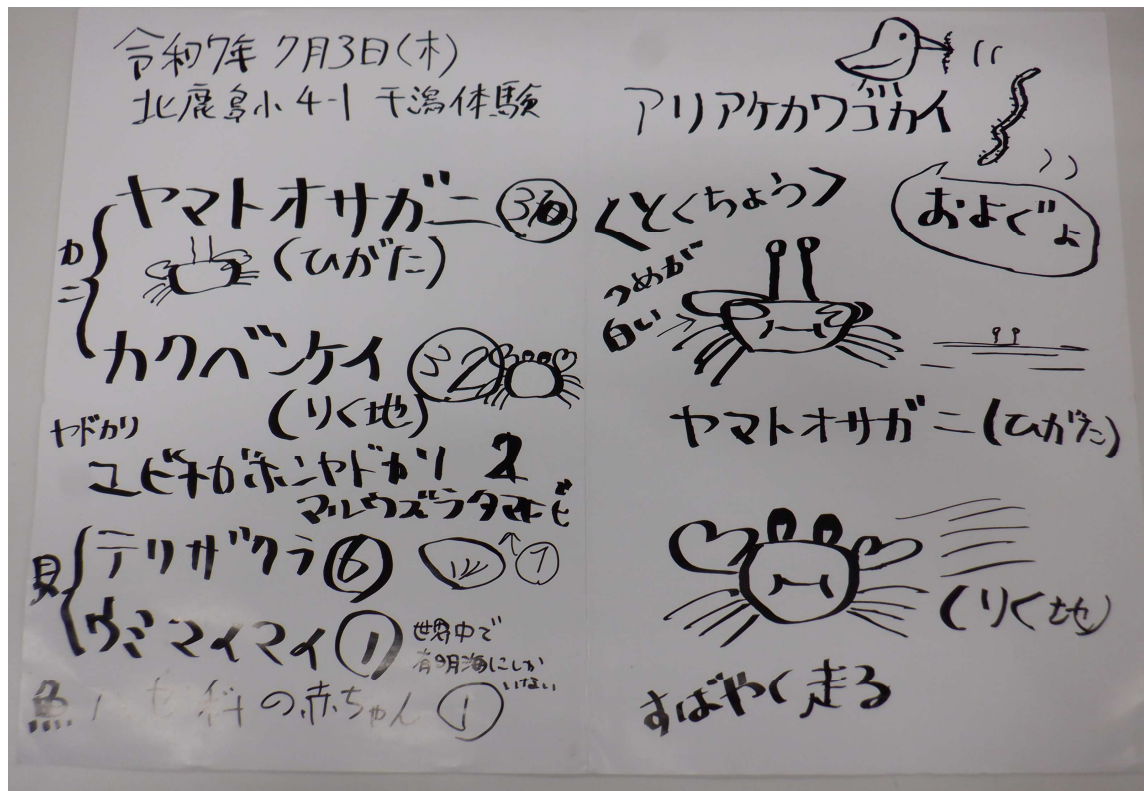 令和7年 7月3日(木)
北鹿島小 4-1 干潟体験
カニ
ヤマトオサガニ
(ひがた)
カクベンケイ
(りく地)
ヤドカリ
ユビナガホンヤドカリ 2
マルウズラタマキビ
貝
テリザクラ 6
1
ウミマイマイ 1
世界中で
有明海にしか
いない
魚 ハゼ科の赤ちゃん 1
アリアケカワゴカイ
およぐよ
<とくちょう>
つめが
白い
ヤマトオサガニ(ひがた)
(りく地)
すばやく走る